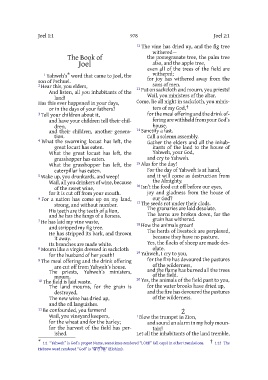 Joel 1:1
978
Joel 2:1
The Book of
Joel
1 Yahweh's* word that came to Joel, the
son of Pethuel.
2 Hear this, you elders,
And listen, all you inhabitants of the
land!
Has this ever happened in your days,
or in the days of your fathers?
3 Tell your children about it,
and have your children tell their chil-
dren,
and their children, another genera-
tion.
4 What the swarming locust has left, the
great locust has eaten.
What the great locust has left, the
grasshopper has eaten.
What the grasshopper has left, the
caterpillar has eaten.
5 Wake up, you drunkards, and weep!
Wail, all you drinkers of wine, because
of the sweet wine,
for it is cut off from your mouth.
6 For a nation has come up on my land,
strong, and without number.
His teeth are the teeth of a lion,
and he has the fangs of a lioness.
7 He has laid my vine waste,
and stripped my fig tree.
He has stripped its bark, and thrown
it away.
Its branches are made white.
8 Mourn like a virgin dressed in sackcloth
for the husband of her youth!
9 The meal offering and the drink offering
are cut off from Yahweh's house.
The priests, Yahweh's ministers,
mourn.
10 The field is laid waste.
The land mourns, for the grain is
destroyed,
The new wine has dried up,
and the oil languishes.
11 Be confounded, you farmers!
Wail, you vineyard keepers,
for the wheat and for the barley;
for the harvest of the field has per-
ished.
12 The vine has dried up, and the fig tree
withered—
the pomegranate tree, the palm tree
also, and the apple tree,
even all of the trees of the field are
withered;
for joy has withered away from the
sons of men.
13 Put on sackcloth and mourn, you priests!
Wail, you ministers of the altar.
Come, lie all night in sackcloth, you minis-
ters of my God,†
for the meal offering and the drink of-
fering are withheld from your God's
house.
14 Sanctify a fast.
Call a solemn assembly.
Gather the elders and all the inhab-
itants of the land to the house of
Yahweh, your God,
and cry to Yahweh.
15 Alas for the day!
For the day of Yahweh is at hand,
and it will come as destruction from
the Almighty.
16 Isn't the food cut off before our eyes,
joy and gladness from the house of
our God?
17 The seeds rot under their clods.
The granaries are laid desolate.
The barns are broken down, for the
grain has withered.
18 How the animals groan!
The herds of livestock are perplexed,
because they have no pasture.
Yes, the flocks of sheep are made des-
olate.
19 Yahweh, I cry to you,
for the fire has devoured the pastures
of the wilderness,
and the flame has burned all the trees
of the field.
20 Yes, the animals of the field pant to you,
for the water brooks have dried up,
and the fire has devoured the pastures
of the wilderness.
2
1 Blow the trumpet in Zion,
and sound an alarm in my holy moun-
tain!
Let all the inhabitants of the land tremble,
* 1:1 "Yahweh" is God's proper Name, sometimes rendered "LORD" (all caps) in other translations. † 1:13 The
Hebrew word rendered "God" is "אֱלֹהִים" (Elohim).